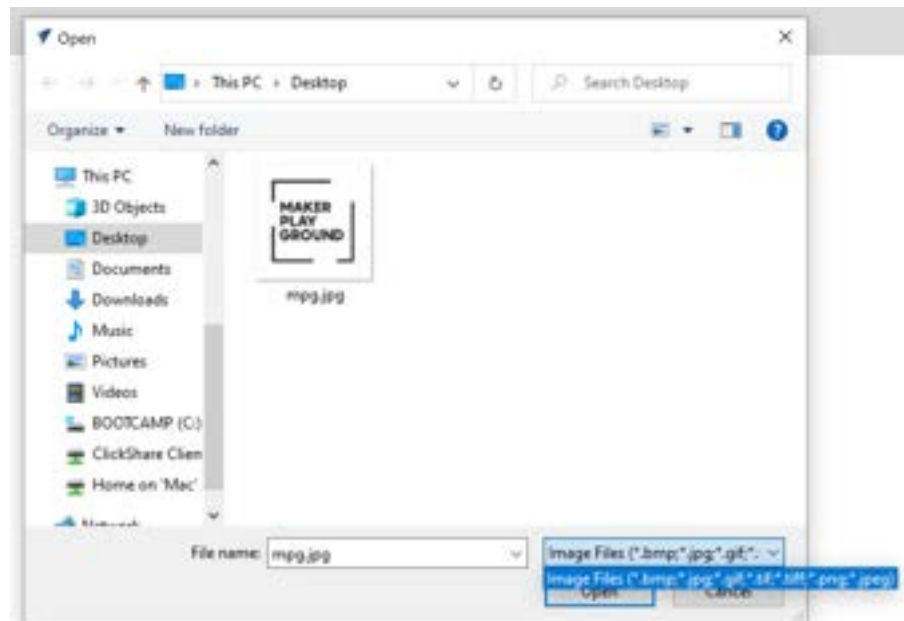 Open
This PC › Desktop
Search Desktop
Organize
New folder
This PC
3D Objects
Desktop
Documents
Downloads
Music
Pictures
Videos
BOOTCAMP (C:)
ClickShare Clien
Home on 'Mac'
Network
MAKER
PLAY
GROUND
mpg.jpg
File name: mpg.jpg
Image Files (*.bmp;*.jpg;*.gif;*.
Image Files (*.bmp;*.jpg;*.gif;*.tif;*.tiff;*.png;*.jpeg)
Open
Cancel